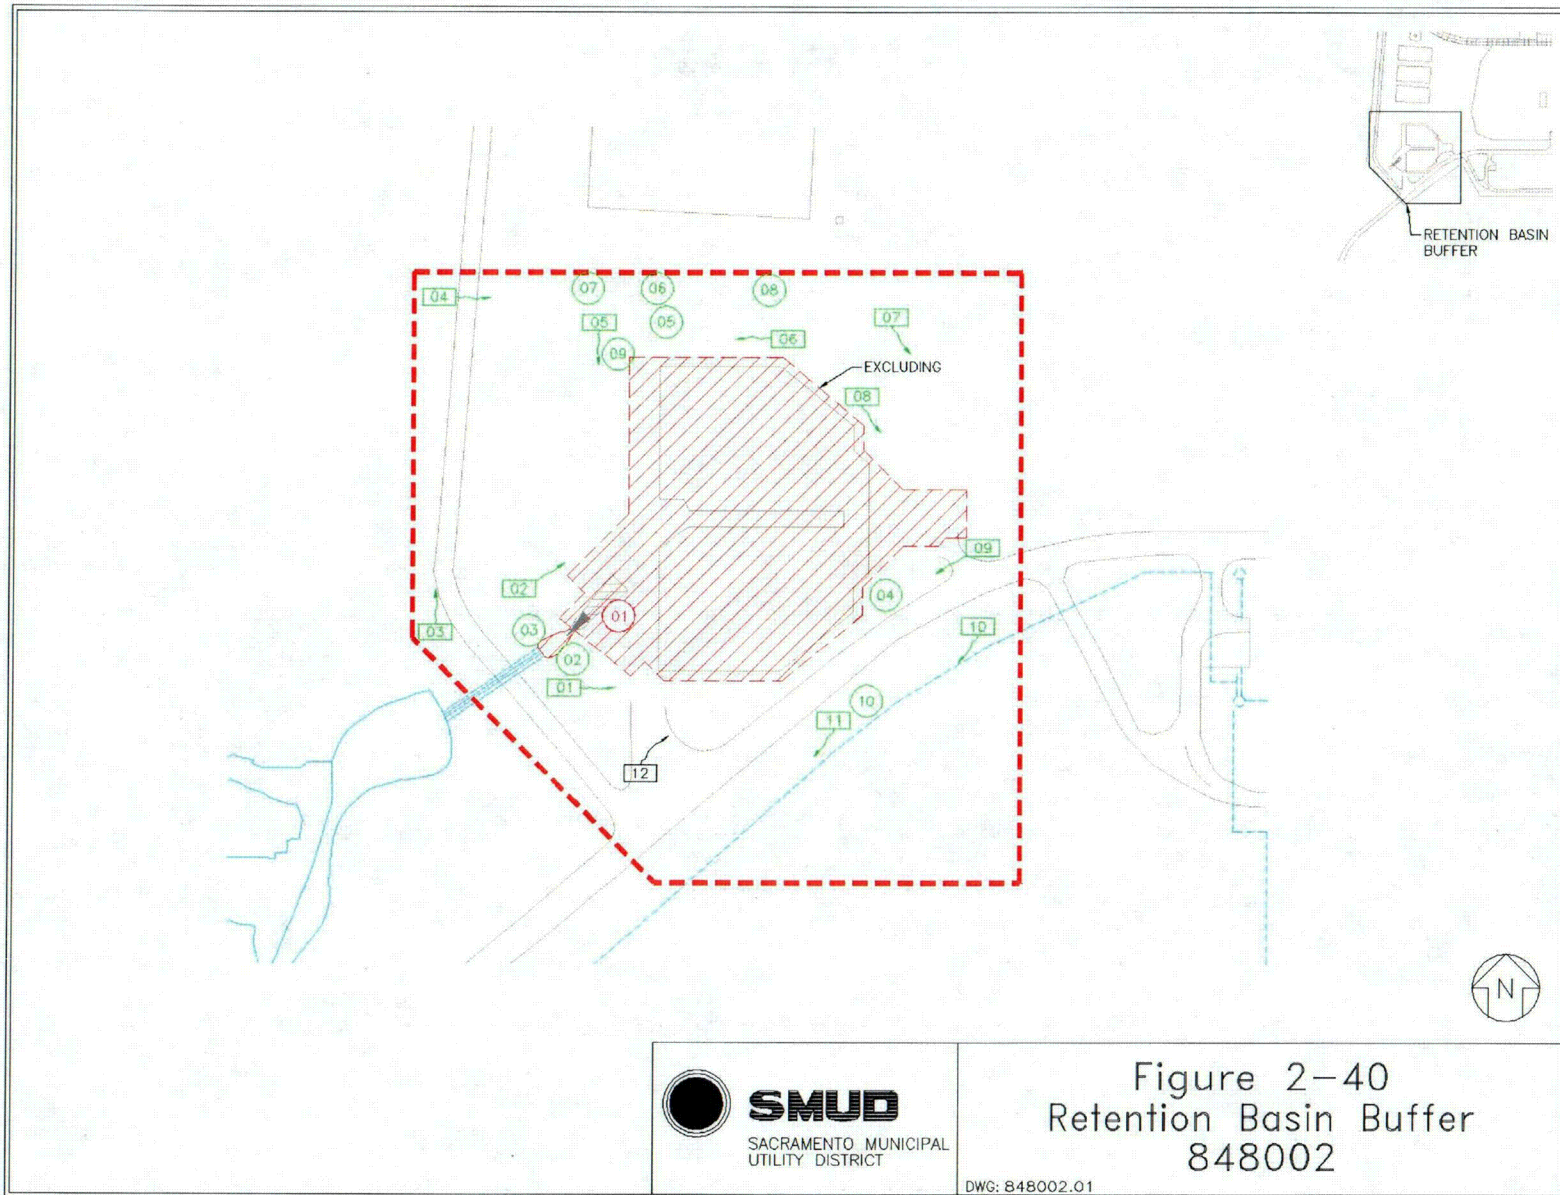 RETENTION BASIN
BUFFER
04
07
06
08
05
05
07
06
09
EXCLUDING
08
09
02
04
01
03
03
10
02
01
10
11
12
N
SMUD
SACRAMENTO MUNICIPAL
UTILITY DISTRICT
Figure 2-40
Retention Basin Buffer
848002
DWG: 848002.01